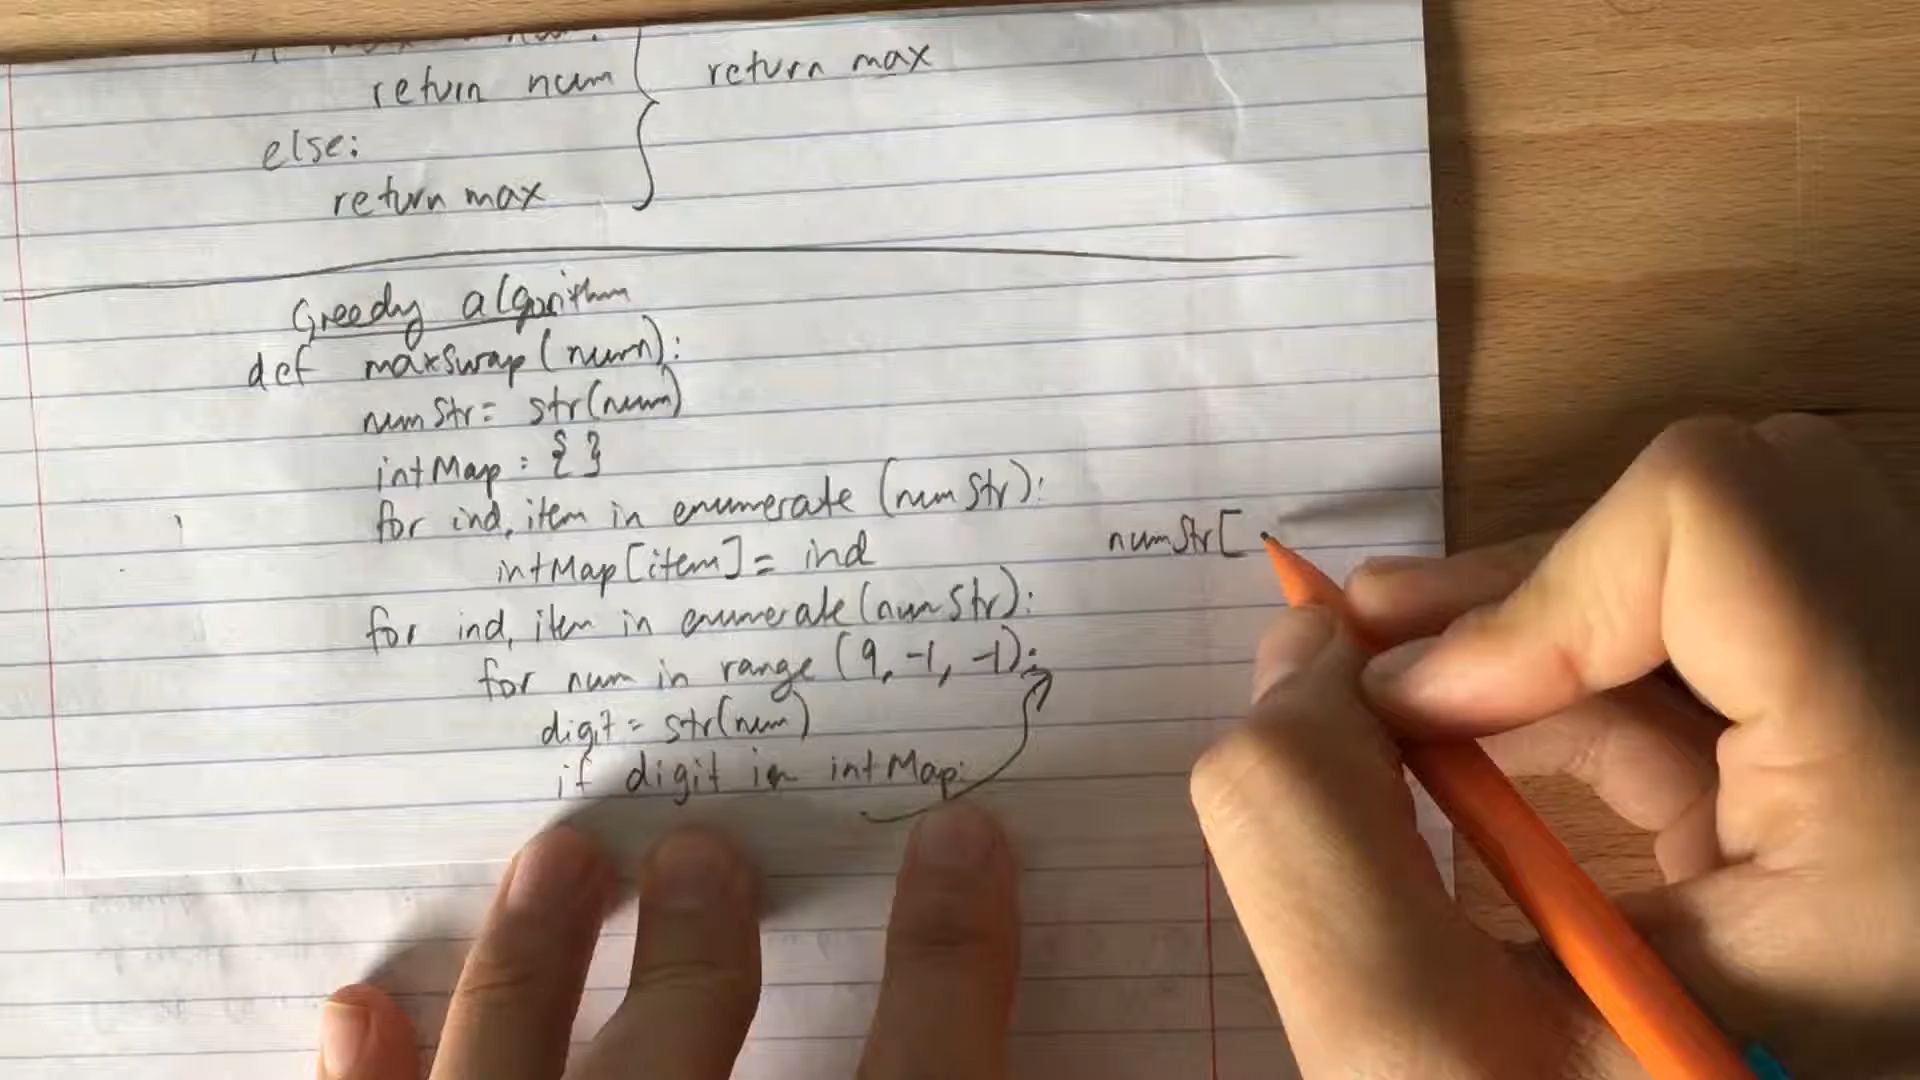 return num
return max
else:
return max
Greedy algorithm
def maxSwap(num):
numStr= str(num)
intMap = {}
for ind, item in enumerate (numStr):
intMap[item] = ind
numStr[
for ind, item in enumerate(numStr):
for num in range (9, -1, -1):
digit = str(num)
if digit in intMap: